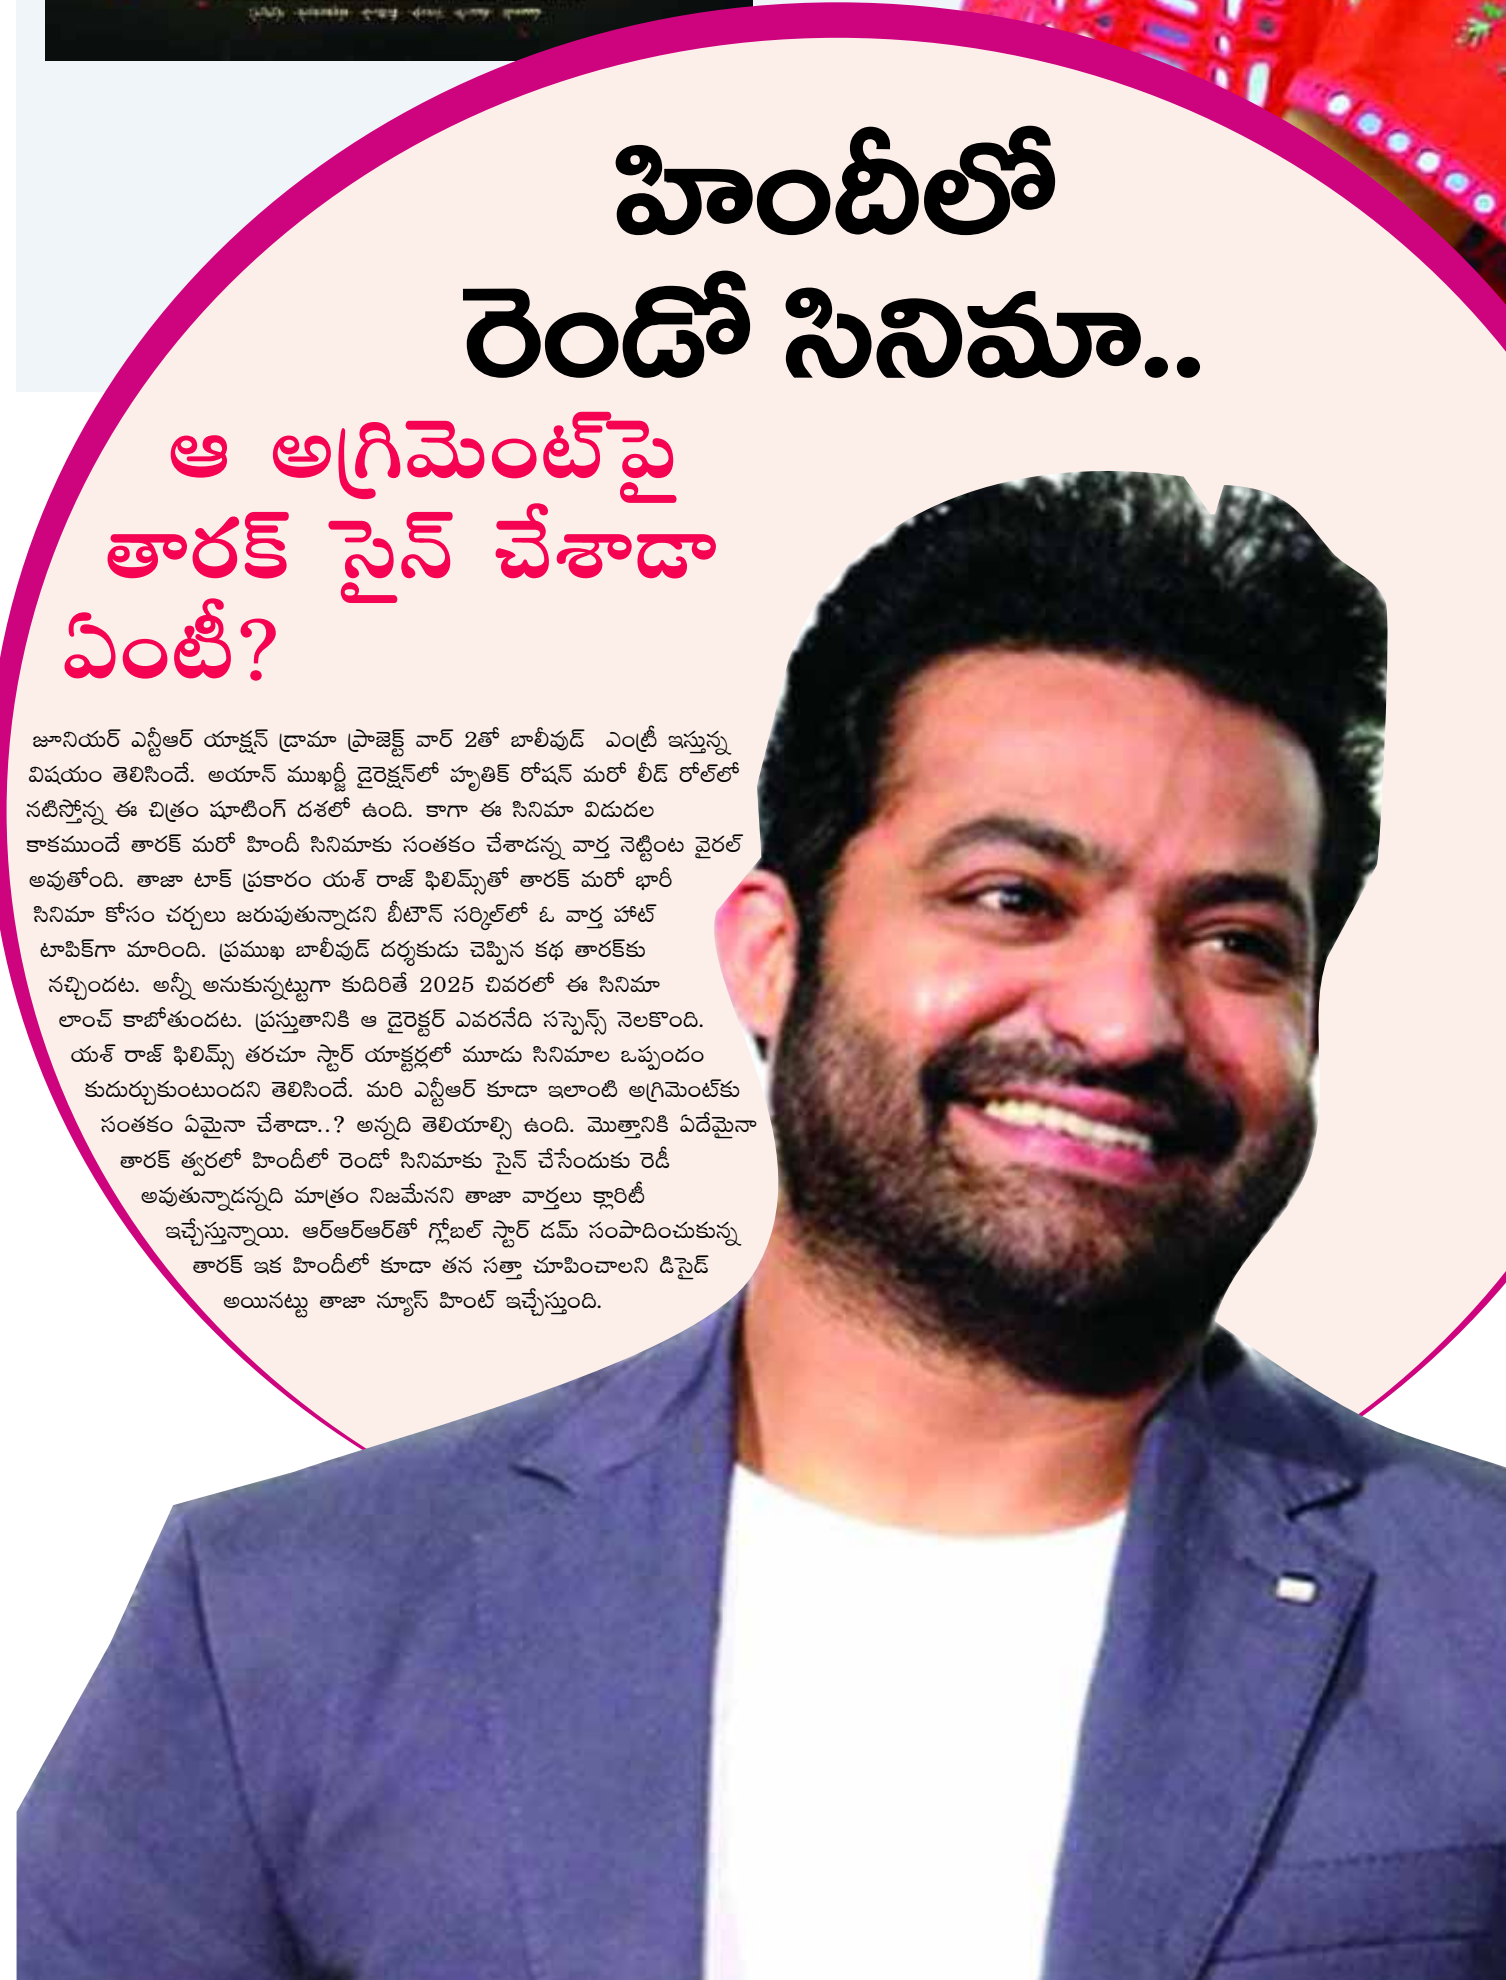 హిందీలో
రెండో సినిమా..
ఆ అగ్రిమెంట్‌పై
తారక్ సైన్ చేశాడా
ఏంటీ?
జూనియర్ ఎన్టీఆర్ యాక్షన్ డ్రామా ప్రాజెక్ట్ వార్ 2తో బాలీవుడ్ ఎంట్రీ ఇస్తున్న
విషయం తెలిసిందే. అయాన్ ముఖర్జీ డైరెక్షన్‌లో హృతిక్ రోషన్ మరో లీడ్ రోల్‌లో
నటిస్తోన్న ఈ చిత్రం షూటింగ్ దశలో ఉంది. కాగా ఈ సినిమా విడుదల
కాకముందే తారక్ మరో హిందీ సినిమాకు సంతకం చేశాడన్న వార్త నెట్టింట వైరల్
అవుతోంది. తాజా టాక్ ప్రకారం యశ్ రాజ్ ఫిలిమ్స్‌తో తారక్ మరో భారీ
సినిమా కోసం చర్చలు జరుపుతున్నాడని బీటౌన్ సర్కిల్‌లో ఓ వార్త హాట్
టాపిక్‌గా మారింది. ప్రముఖ బాలీవుడ్ దర్శకుడు చెప్పిన కథ తారక్‌కు
నచ్చిందట. అన్నీ అనుకున్నట్టుగా కుదిరితే 2025 చివరలో ఈ సినిమా
లాంచ్ కాబోతుందట. ప్రస్తుతానికి ఆ డైరెక్టర్ ఎవరనేది సస్పెన్స్ నెలకొంది.
యశ్ రాజ్ ఫిలిమ్స్ తరచూ స్టార్ యాక్టర్లలో మూడు సినిమాల ఒప్పందం
కుదుర్చుకుంటుందని తెలిసిందే. మరి ఎన్టీఆర్ కూడా ఇలాంటి అగ్రిమెంట్‌కు
సంతకం ఏమైనా చేశాడా..? అన్నది తెలియాల్సి ఉంది. మొత్తానికి ఏదేమైనా
తారక్ త్వరలో హిందీలో రెండో సినిమాకు సైన్ చేసేందుకు రెడీ
అవుతున్నాడన్నది మాత్రం నిజమేనని తాజా వార్తలు క్లారిటీ
ఇచ్చేస్తున్నాయి. ఆర్ఆర్ఆర్‌తో గ్లోబల్ స్టార్ డమ్ సంపాదించుకున్న
తారక్ ఇక హిందీలో కూడా తన సత్తా చూపించాలని డిసైడ్
అయినట్టు తాజా న్యూస్ హింట్ ఇచ్చేస్తుంది.